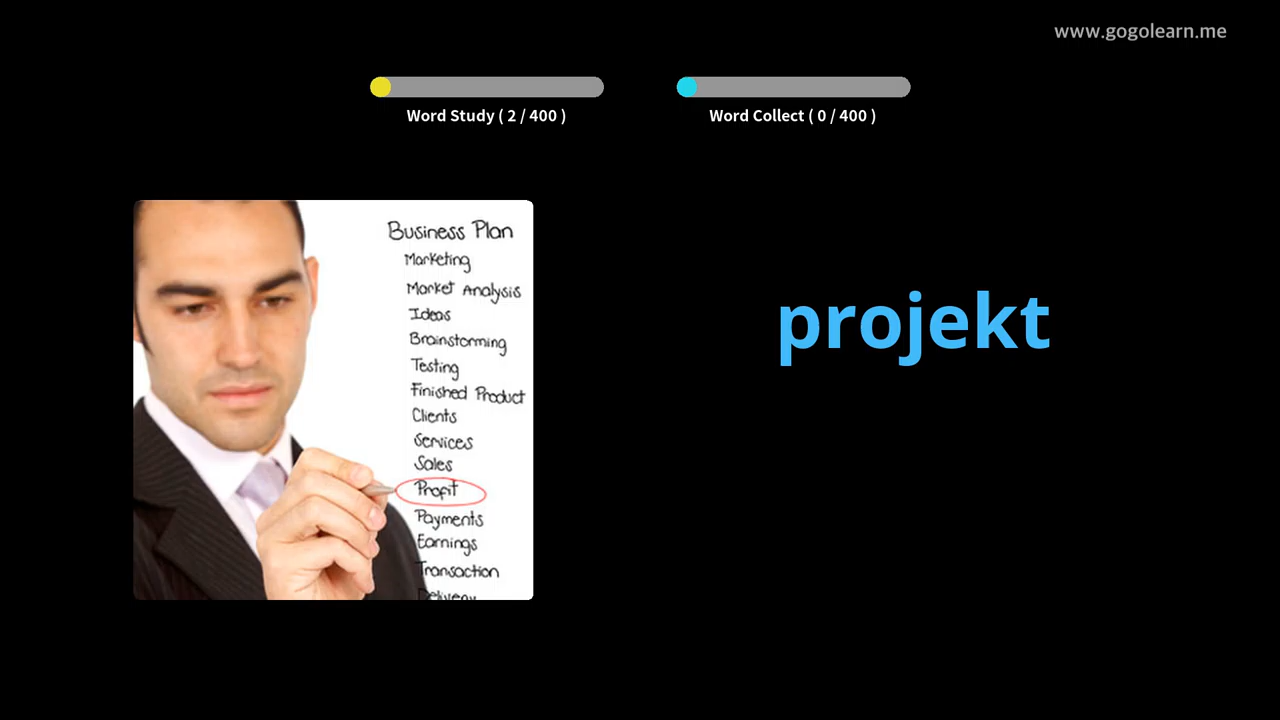 www.gogolearn.me
Word Study ( 2 / 400 )
Word Collect ( 0 / 400 )
Business Plan
Marketing
Market Analysis
Ideas
Brainstorming
Testing
Finished Product
Clients
Services
Sales
Profit
Payments
Earnings
Transaction
Delivery
projekt